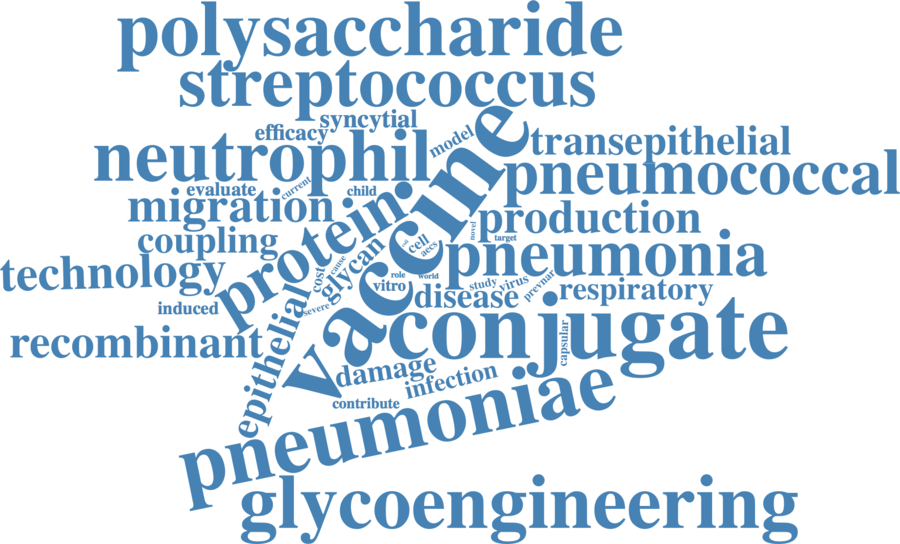 polysaccharide
streptococcus
syncytial
efficacy
model
transepithelial
neutrophil
vaccine
pneumococcal
evaluate
current
child
migration
protein
production
novel
coupling
cell
accs
target
pneumonia
technology
cost
cause
glycan
role
world
vitro
study
virus
prevnar
disease
respiratory
induced
severe
epithelial
conjugate
capsular
recombinant
damage
infection
contribute
pneumoniae
glycoengineering